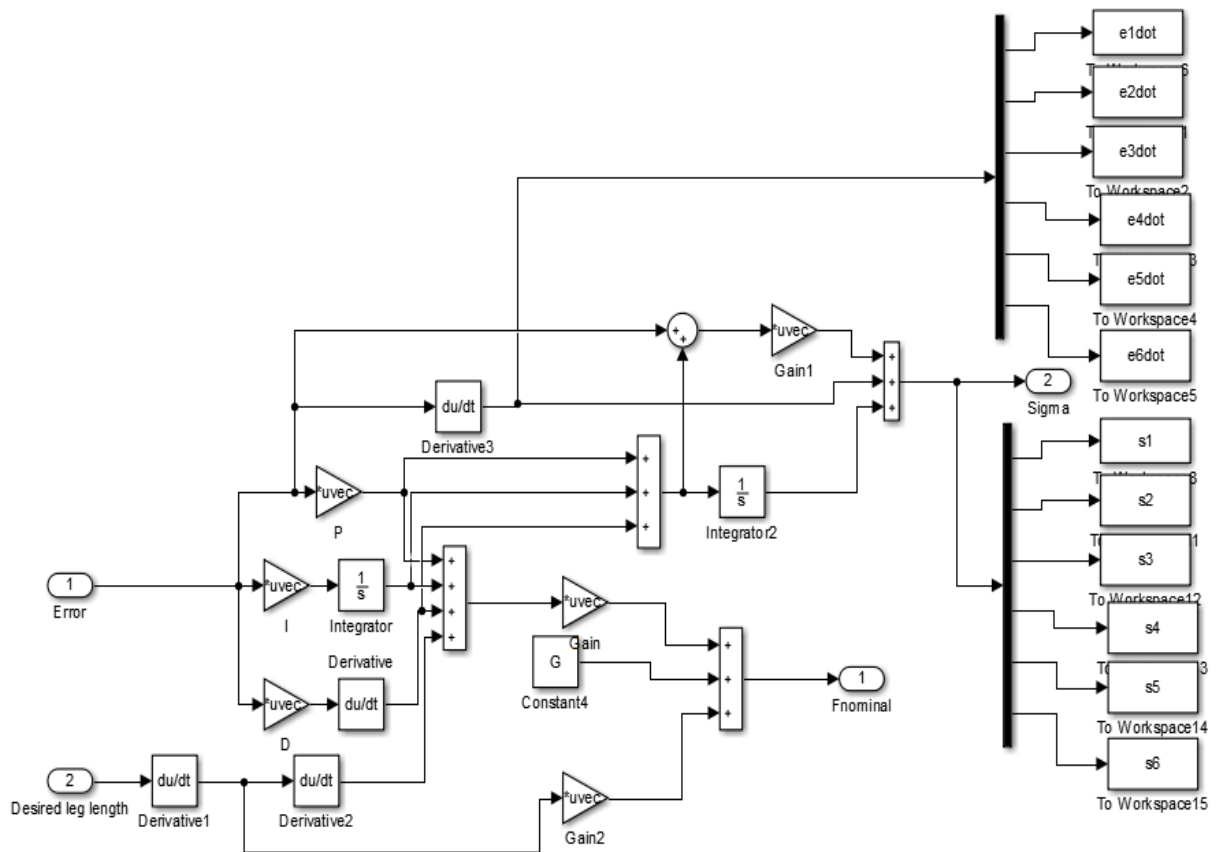 e1dot
e2dot
e3dot
To Workspace2
e4dot
e5dot
To Workspace4
e6dot
To Workspace5
+
+
*uvec
Gain1
+
+
+
2
Sigma
du/dt
Derivative3
s1
*uvec
P
+
+
+
1
s
Integrator2
s2
s3
To Workspace12
1
Error
*uvec
I
1
s
Integrator
+
+
+
+
*uvec
Gain
s4
Derivative
G
Constant4
+
+
+
1
Fnominal
s5
To Workspace14
*uvec
D
du/dt
s6
To Workspace15
2
Desired leg length
du/dt
Derivative1
du/dt
Derivative2
*uvec
Gain2